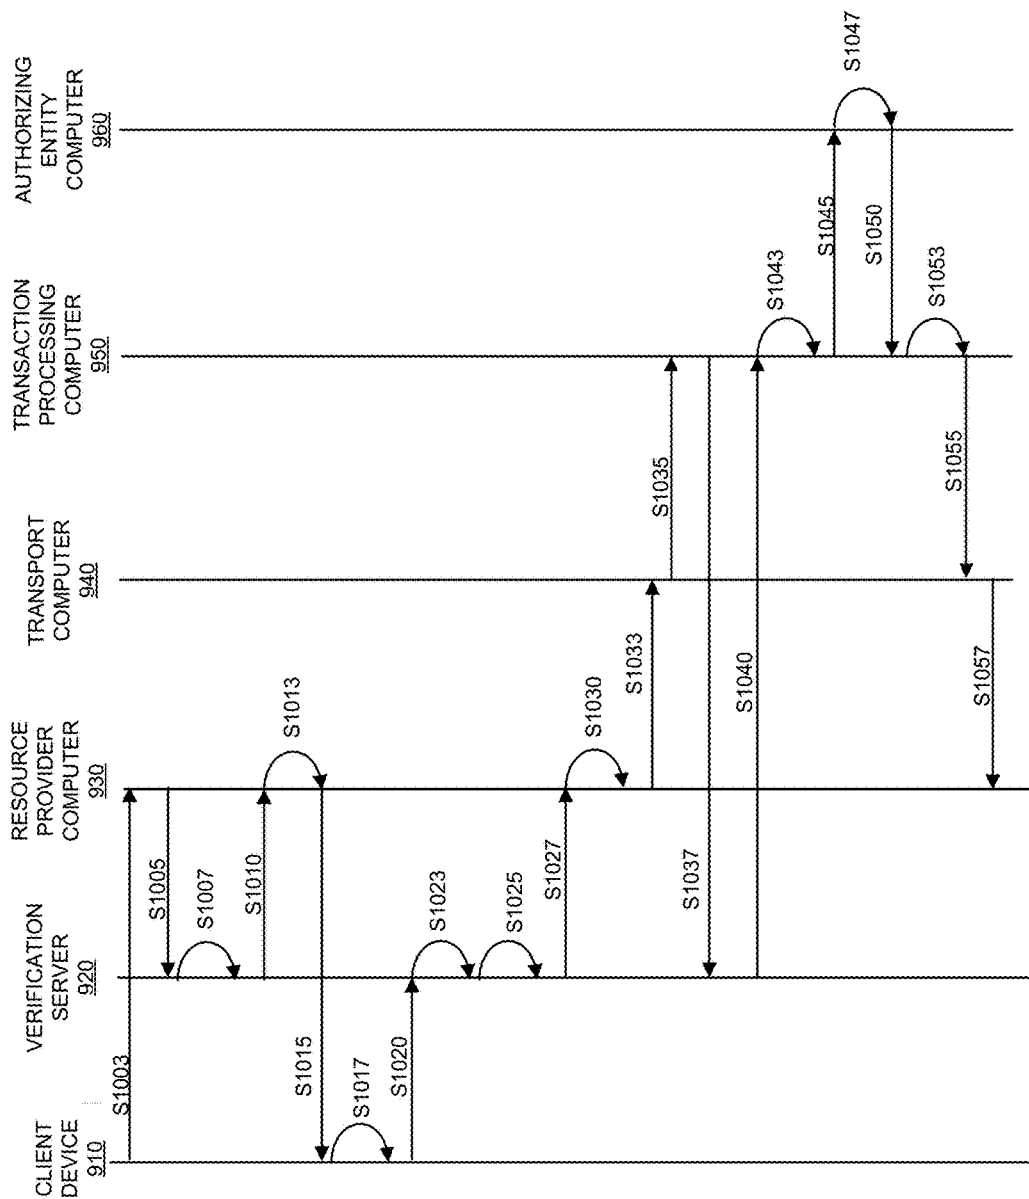 CLIENT
DEVICE
910
VERIFICATION
SERVER
920
RESOURCE
PROVIDER
COMPUTER
930
TRANSPORT
COMPUTER
940
TRANSACTION
PROCESSING
COMPUTER
950
AUTHORIZING
ENTITY
COMPUTER
960
S1003
S1005
S1007
S1010
S1013
S1015
S1017
S1020
S1023
S1025
S1027
S1030
S1033
S1035
S1037
S1040
S1043
S1045
S1047
S1050
S1053
S1055
S1057